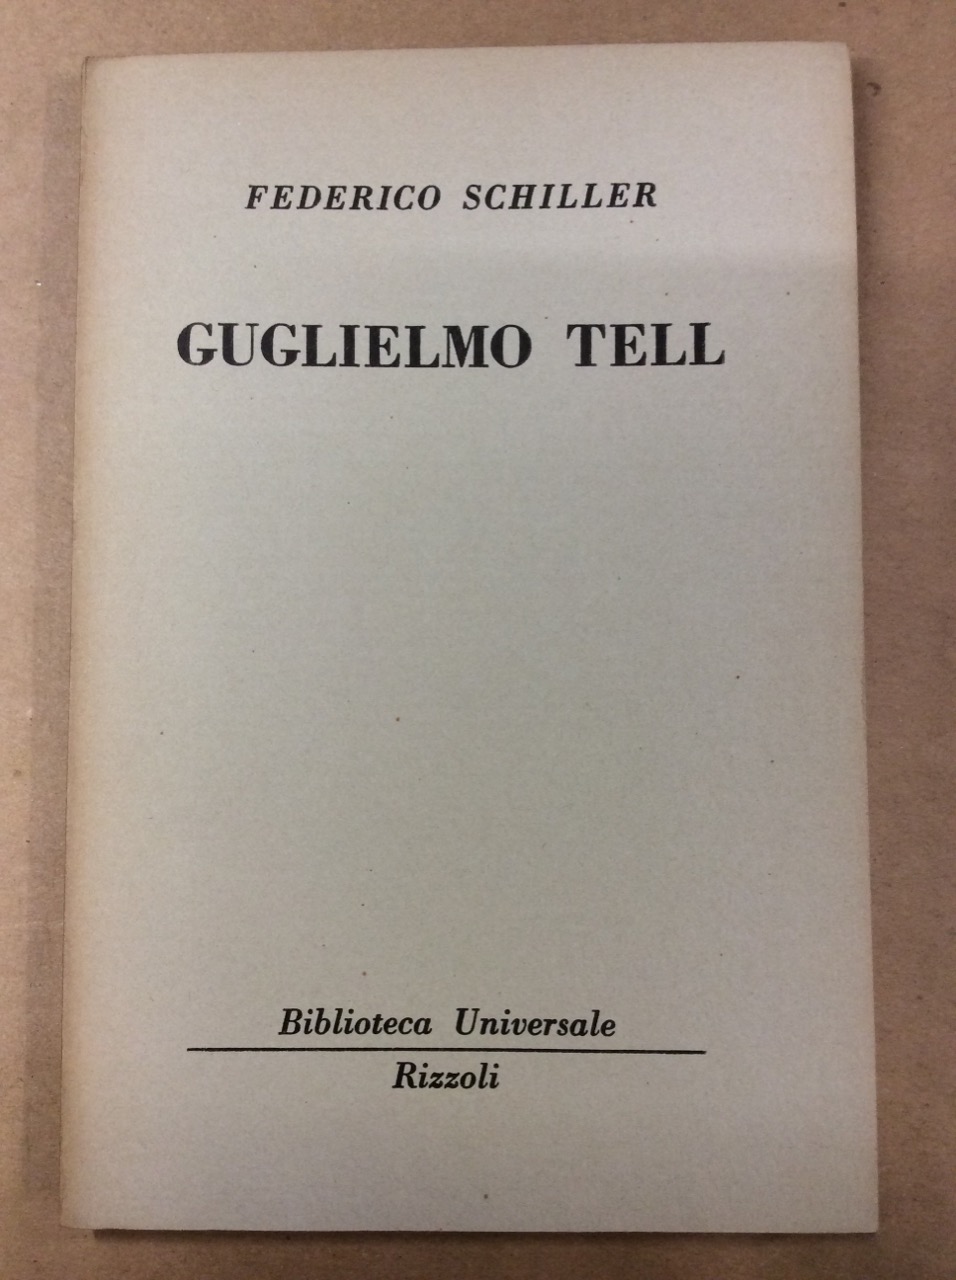 FEDERICO SCHILLER
GUGLIELMO TELL
Biblioteca Universale
Rizzoli